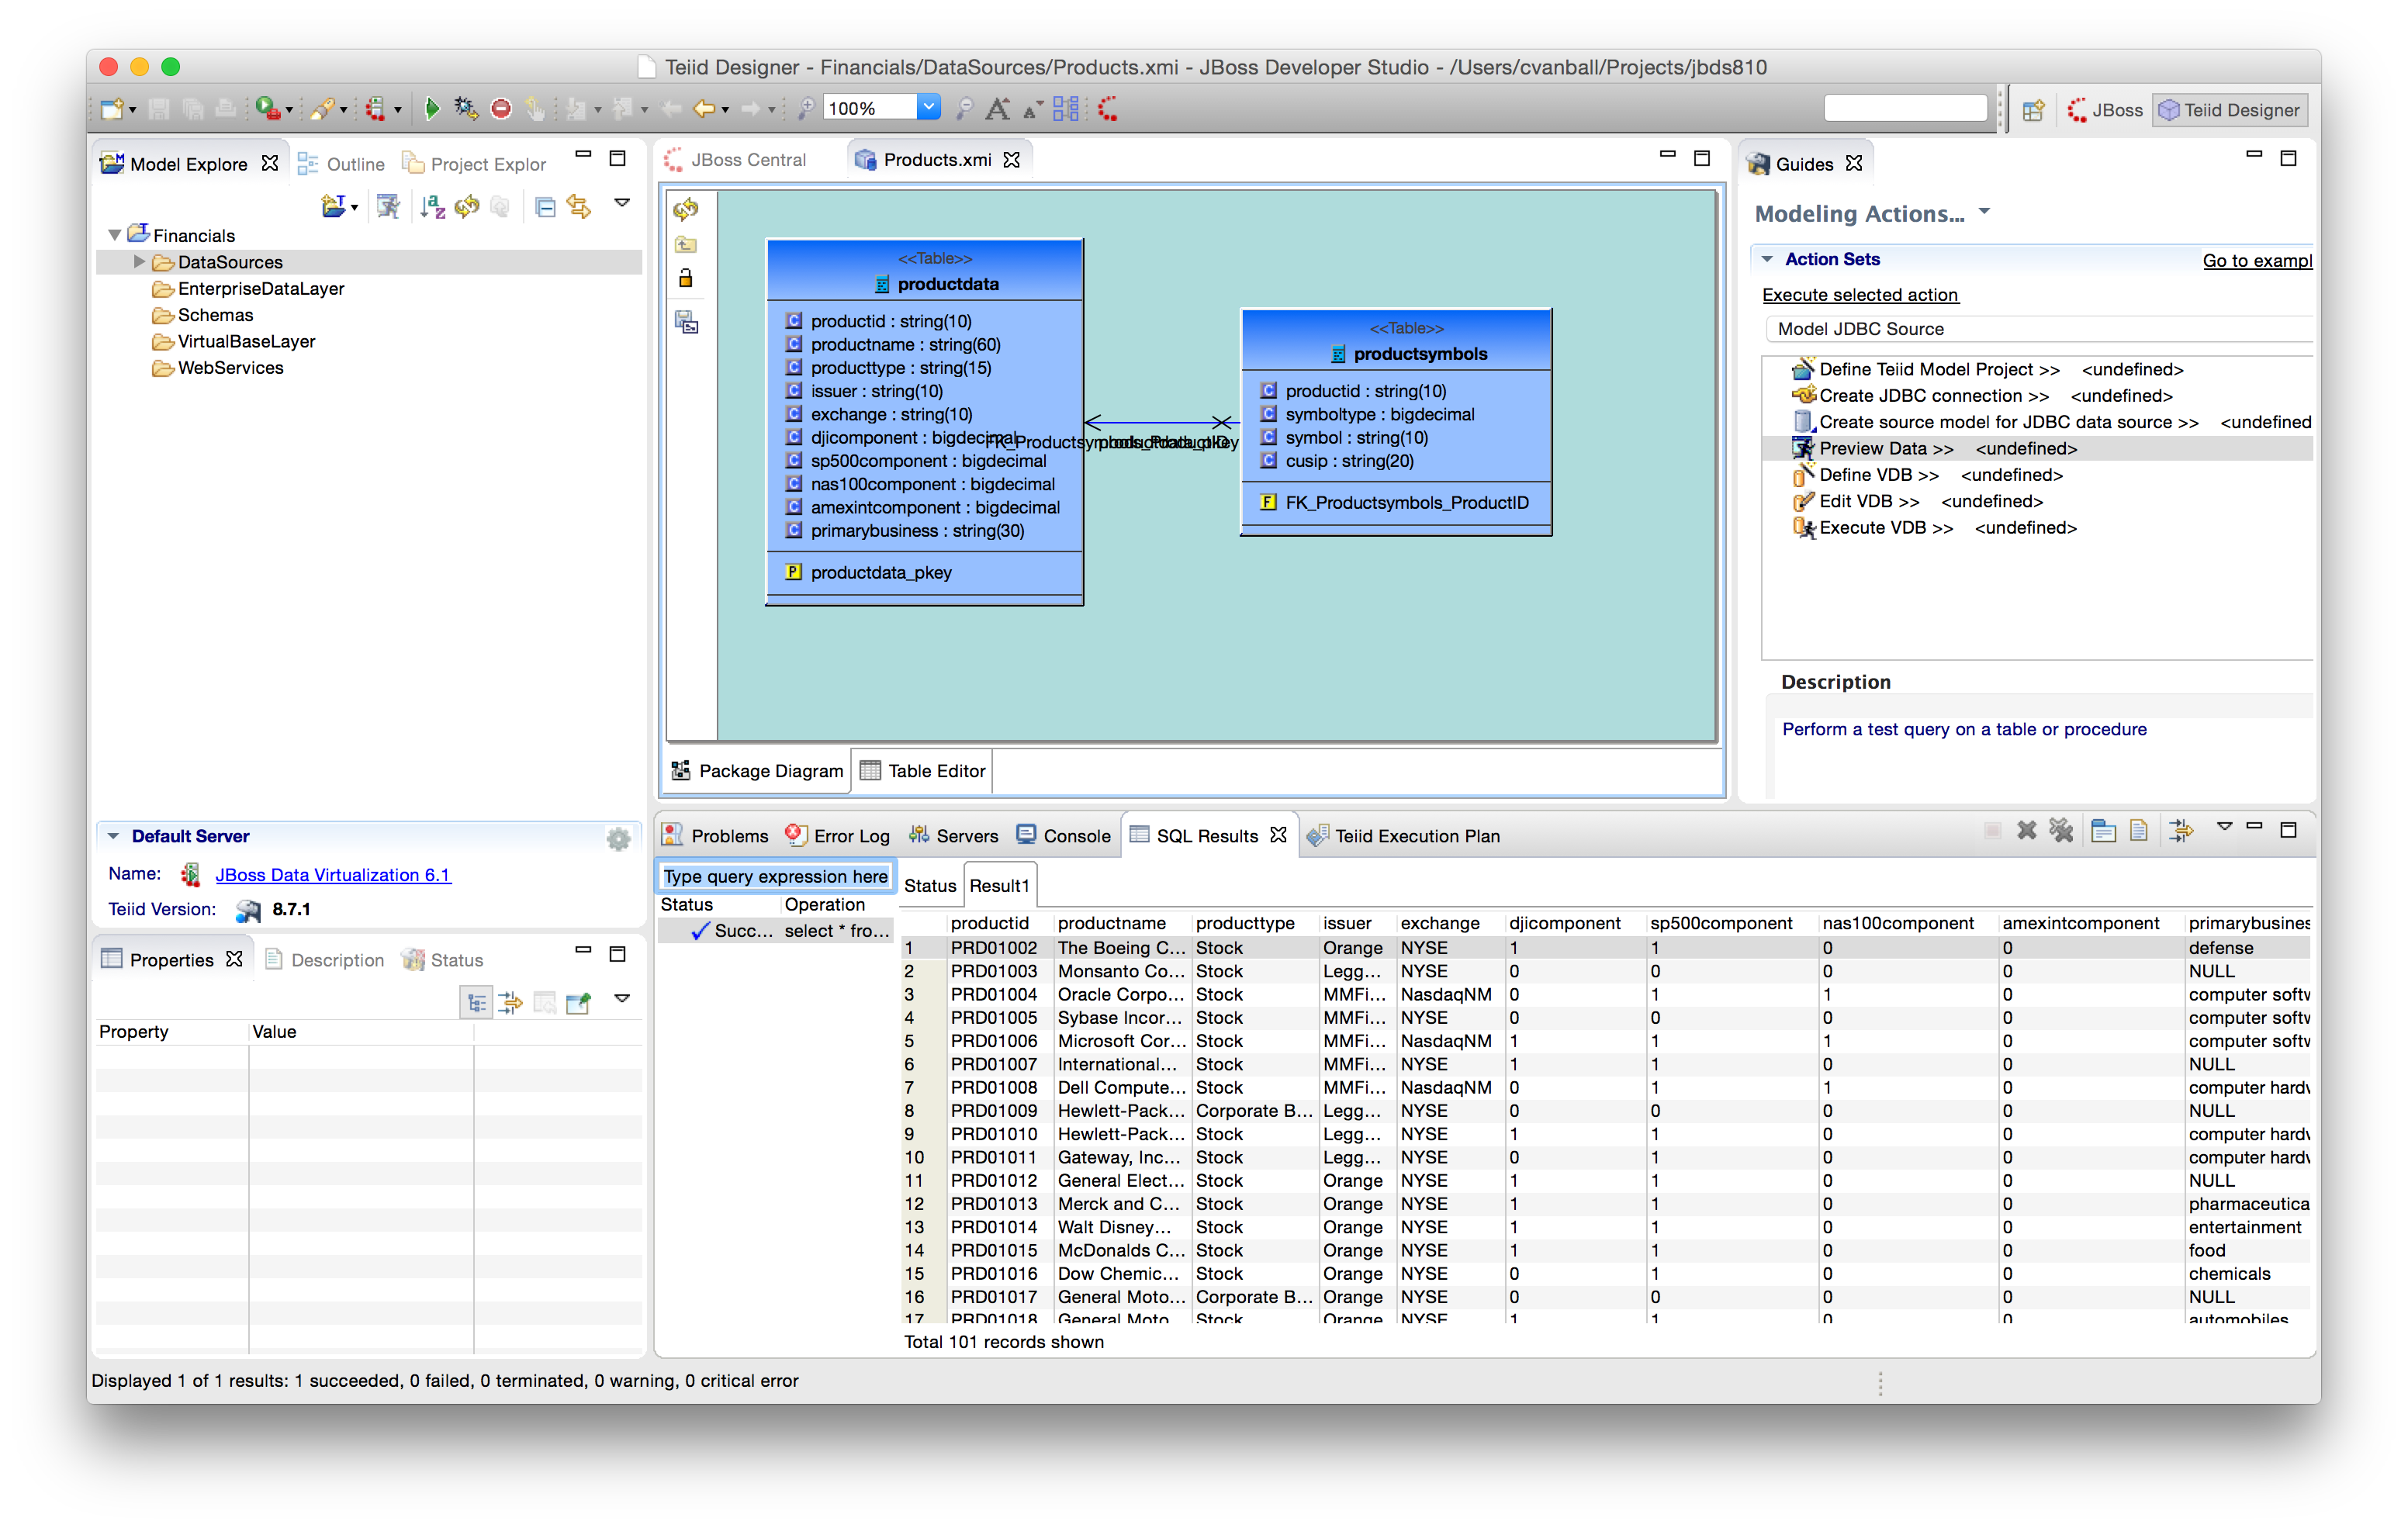 Teiid Designer - Financials/DataSources/Products.xmi - JBoss Developer Studio - /Users/cvanball/Projects/jbds810
100%
JBoss
Teiid Designer
Model Explore
Outline
Project Explor
Financials
DataSources
EnterpriseDataLayer
Schemas
VirtualBaseLayer
WebServices
Default Server
Name: JBoss Data Virtualization 6.1
Teiid Version: 8.7.1
Properties
Description
Status
Property Value
JBoss Central
Products.xmi
<<Table>>
productdata
productid : string(10)
productname : string(60)
producttype : string(15)
issuer : string(10)
exchange : string(10)
djicomponent : bigdecimal
sp500component : bigdecimal
nas100component : bigdecimal
amexintcomponent : bigdecimal
primarybusiness : string(30)
productdata_pkey
<<Table>>
productsymbols
productid : string(10)
symboltype : bigdecimal
symbol : string(10)
cusip : string(20)
FK_Productsymbols_ProductID
Package Diagram
Table Editor
Guides
Modeling Actions...
Action Sets
Go to exampl
Execute selected action
Model JDBC Source
Define Teiid Model Project >> <undefined>
Create JDBC connection >> <undefined>
Create source model for JDBC data source >> <undefined
Preview Data >> <undefined>
Define VDB >> <undefined>
Edit VDB >> <undefined>
Execute VDB >> <undefined>
Description
Perform a test query on a table or procedure
Problems
Error Log
Servers
Console
SQL Results
Teiid Execution Plan
Type query expression here
Status Operation
Succ... select * fro...
Status
Result1
productid productname producttype issuer exchange djicomponent sp500component nas100component amexintcomponent primarybusines
1 PRD01002 The Boeing C... Stock Orange NYSE 1 1 0 0 defense
2 PRD01003 Monsanto Co... Stock Legg... NYSE 0 0 0 0 NULL
3 PRD01004 Oracle Corpo... Stock MMFi... NasdaqNM 0 1 1 0 computer softw
4 PRD01005 Sybase Incor... Stock MMFi... NYSE 0 0 0 0 computer softw
5 PRD01006 Microsoft Cor... Stock MMFi... NasdaqNM 1 1 1 0 computer softw
6 PRD01007 International... Stock MMFi... NYSE 1 1 0 0 NULL
7 PRD01008 Dell Compute... Stock MMFi... NasdaqNM 0 1 1 0 computer hardw
8 PRD01009 Hewlett-Pack... Corporate B... Legg... NYSE 0 0 0 0 NULL
9 PRD01010 Hewlett-Pack... Stock Legg... NYSE 1 1 0 0 computer hardw
10 PRD01011 Gateway, Inc... Stock Legg... NYSE 0 1 0 0 computer hardw
11 PRD01012 General Elect... Stock Orange NYSE 1 1 0 0 NULL
12 PRD01013 Merck and C... Stock Orange NYSE 1 1 0 0 pharmaceutica
13 PRD01014 Walt Disney... Stock Orange NYSE 1 1 0 0 entertainment
14 PRD01015 McDonalds C... Stock Orange NYSE 1 1 0 0 food
15 PRD01016 Dow Chemic... Stock Orange NYSE 0 1 0 0 chemicals
16 PRD01017 General Moto... Corporate B... Orange NYSE 0 0 0 0 NULL
17 PRD01018 General Moto... Stock Orange NYSE 1 1 0 0 automobiles
Total 101 records shown
Displayed 1 of 1 results: 1 succeeded, 0 failed, 0 terminated, 0 warning, 0 critical error